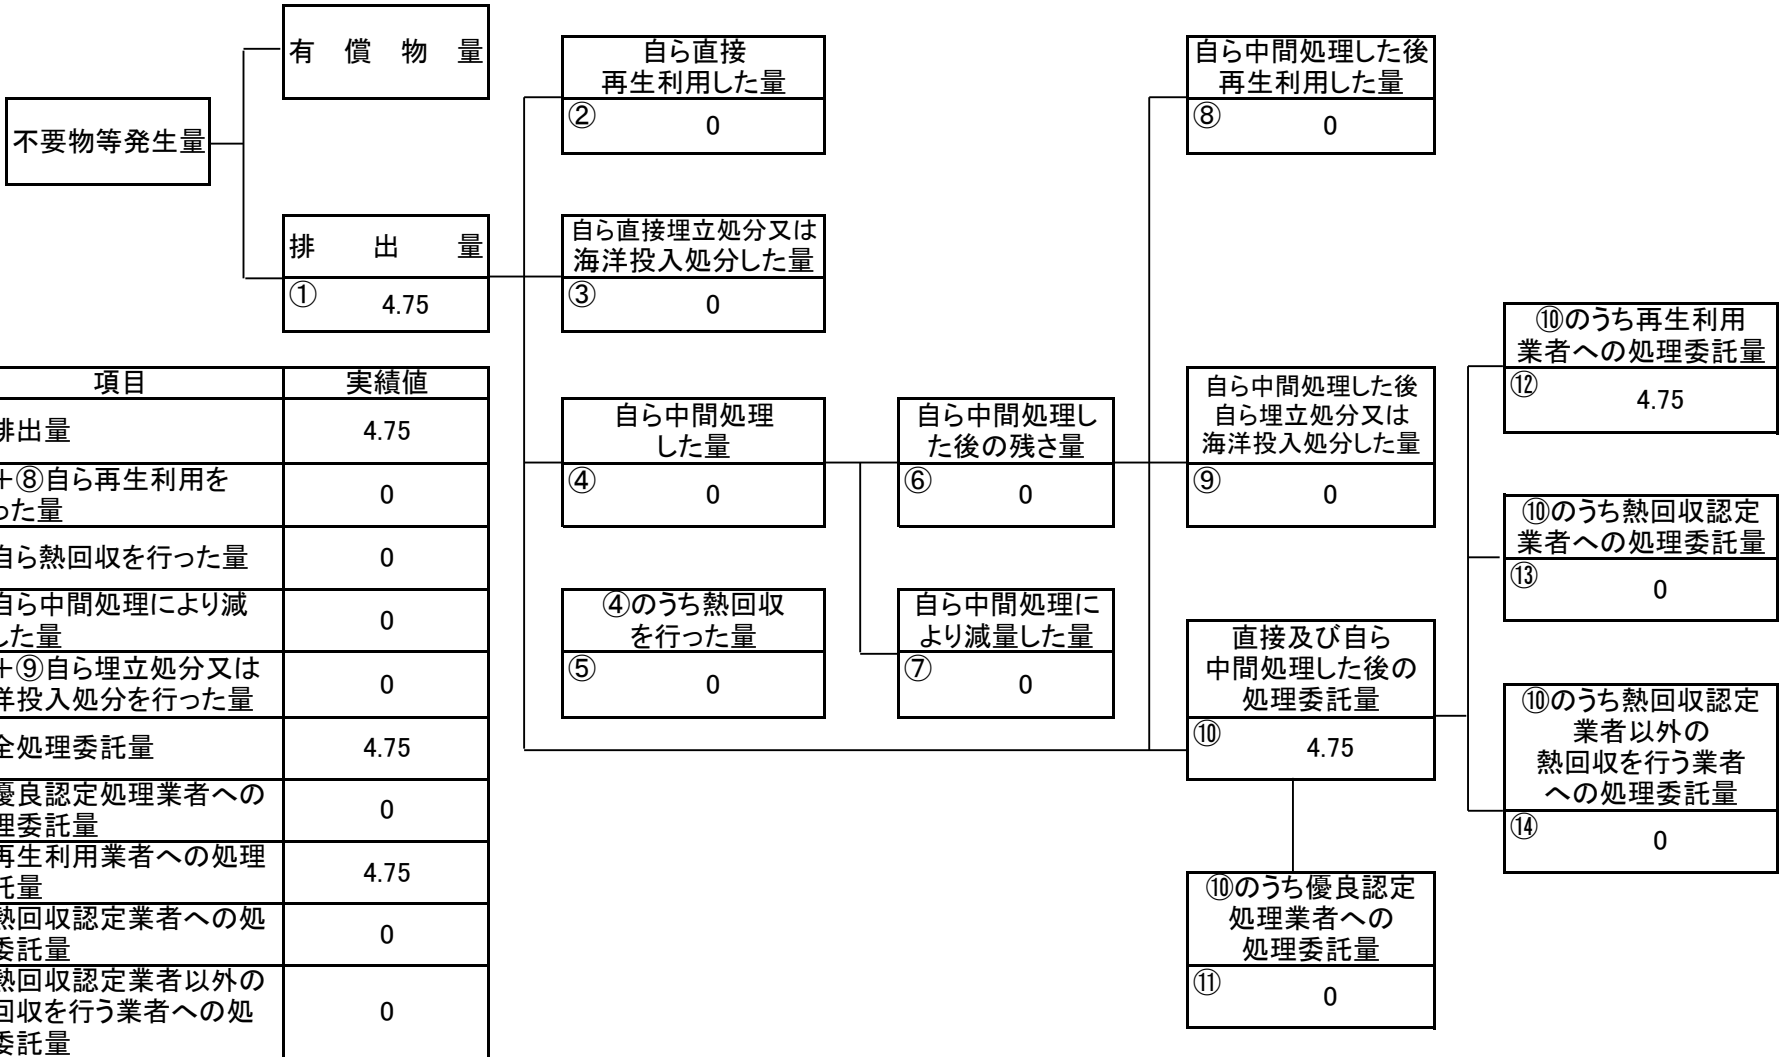 不要物等発生量
有 償 物 量
排 出 量
① 4.75
自ら直接
再生利用した量
② 0
自ら直接埋立処分又は
海洋投入処分した量
③ 0
自ら中間処理
した量
④ 0
④のうち熱回収
を行った量
⑤ 0
自ら中間処理し
た後の残さ量
⑥ 0
自ら中間処理に
より減量した量
⑦ 0
自ら中間処理した後
再生利用した量
⑧ 0
自ら中間処理した後
自ら埋立処分又は
海洋投入処分した量
⑨ 0
直接及び自ら
中間処理した後の
処理委託量
⑩ 4.75
⑩のうち優良認定
処理業者への
処理委託量
⑪ 0
⑩のうち再生利用
業者への処理委託量
⑫ 4.75
⑩のうち熱回収認定
業者への処理委託量
⑬ 0
⑩のうち熱回収認定
業者以外の
熱回収を行う業者
への処理委託量
⑭ 0
項目 実績値
排出量 4.75
+⑧自ら再生利用を
った量 0
自ら熱回収を行った量 0
自ら中間処理により減
した量 0
+⑨自ら埋立処分又は
洋投入処分を行った量 0
全処理委託量 4.75
優良認定処理業者への
理委託量 0
再生利用業者への処理
託量 4.75
熱回収認定業者への処
委託量 0
熱回収認定業者以外の
回収を行う業者への処
委託量 0